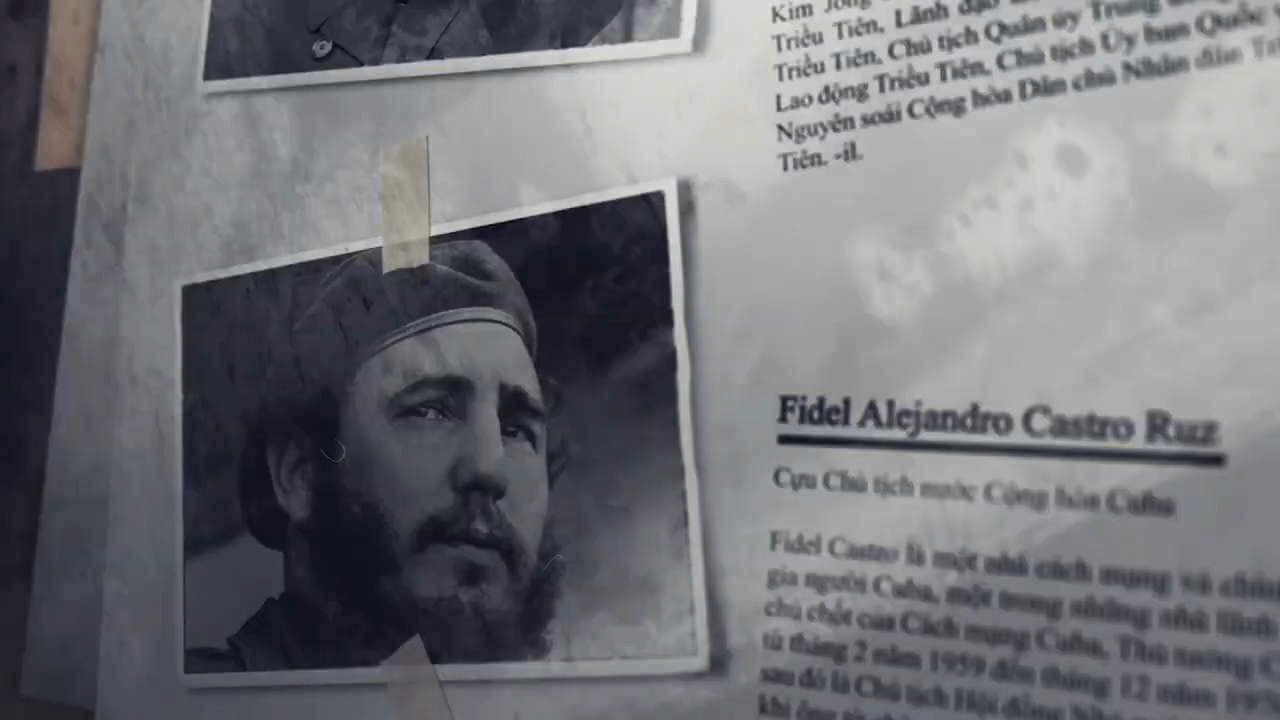 Kim Jong
Triều Tiên, Lãnh đạo
Triều Tiên, Chủ tịch Quân ủy Trung
Lao động Triều Tiên, Chủ tịch Ủy ban Quốc
Nguyên soái Cộng hòa Dân chủ Nhân dân
Tiên. -il.
Fidel Alejandro Castro Ruz
Cựu Chủ tịch nước Cộng hòa Cuba
Fidel Castro là một nhà cách mạng và
gia người Cuba, một trong những nhà lãnh
chủ chốt của Cách mạng Cuba, Thủ tướng
từ tháng 2 năm 1959 đến tháng 12 năm
sau đó là Chủ tịch Hội đồng
khi ông